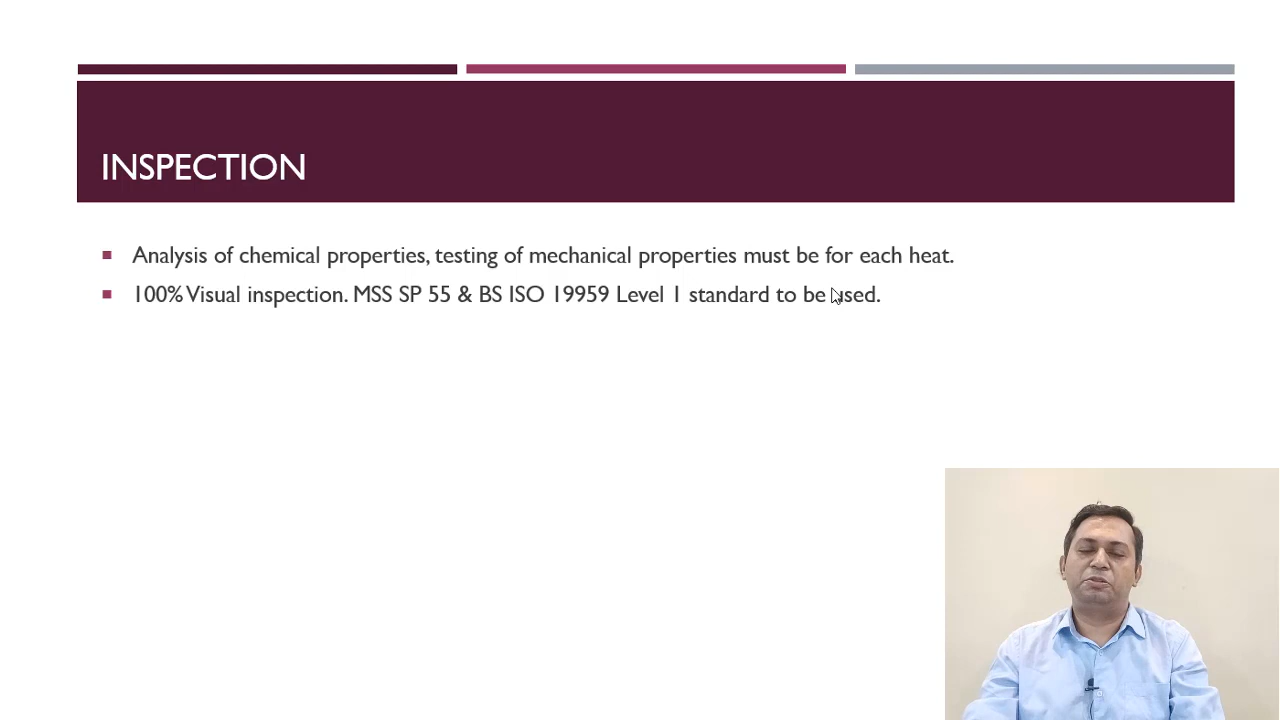 INSPECTION
Analysis of chemical properties, testing of mechanical properties must be for each heat.
100% Visual inspection. MSS SP 55 & BS ISO 19959 Level 1 standard to be used.